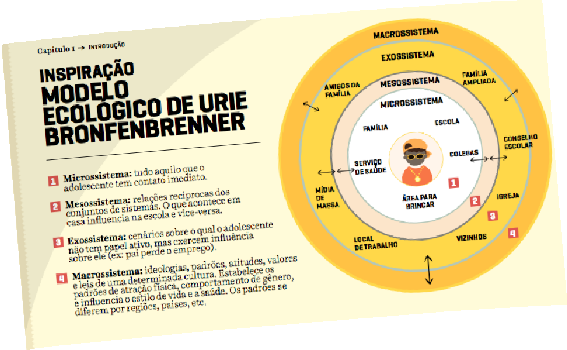 Capítulo 1 → INTRODUÇÃO
INSPIRAÇÃO
MODELO
ECOLÓGICO DE URIE
BRONFENBRENNER
1 Microssistema: tudo aquilo que o
adolescente tem contato imediato.
2 Mesossistema: relações recíprocas dos
conjuntos de sistemas. O que acontece em
casa influencia na escola e vice-versa.
3 Exossistema: cenários sobre o qual o adolescente
não tem papel ativo, mas exercem influência
sobre ele (ex: pai perde o emprego).
4 Macrossistema: ideologias, padrões, atitudes, valores
e leis de uma determinada cultura. Estabelece os
padrões de atração física, comportamento de gênero,
e influencia o estilo de vida e a saúde. Os padrões se
diferem por regiões, países, etc.
MACROSSISTEMA
EXOSSISTEMA
MESOSSISTEMA
MICROSSISTEMA
AMIGOS DA
FAMÍLIA
FAMÍLIA
AMPLIADA
FAMÍLIA
ESCOLA
CONSELHO
ESCOLAR
COLEGAS
SERVIÇO
DE SAÚDE
ÁREA PARA
BRINCAR
MÍDIA
DE
MASSA
IGREJA
LOCAL
DE TRABALHO
VIZINHOS
1
2
3
4